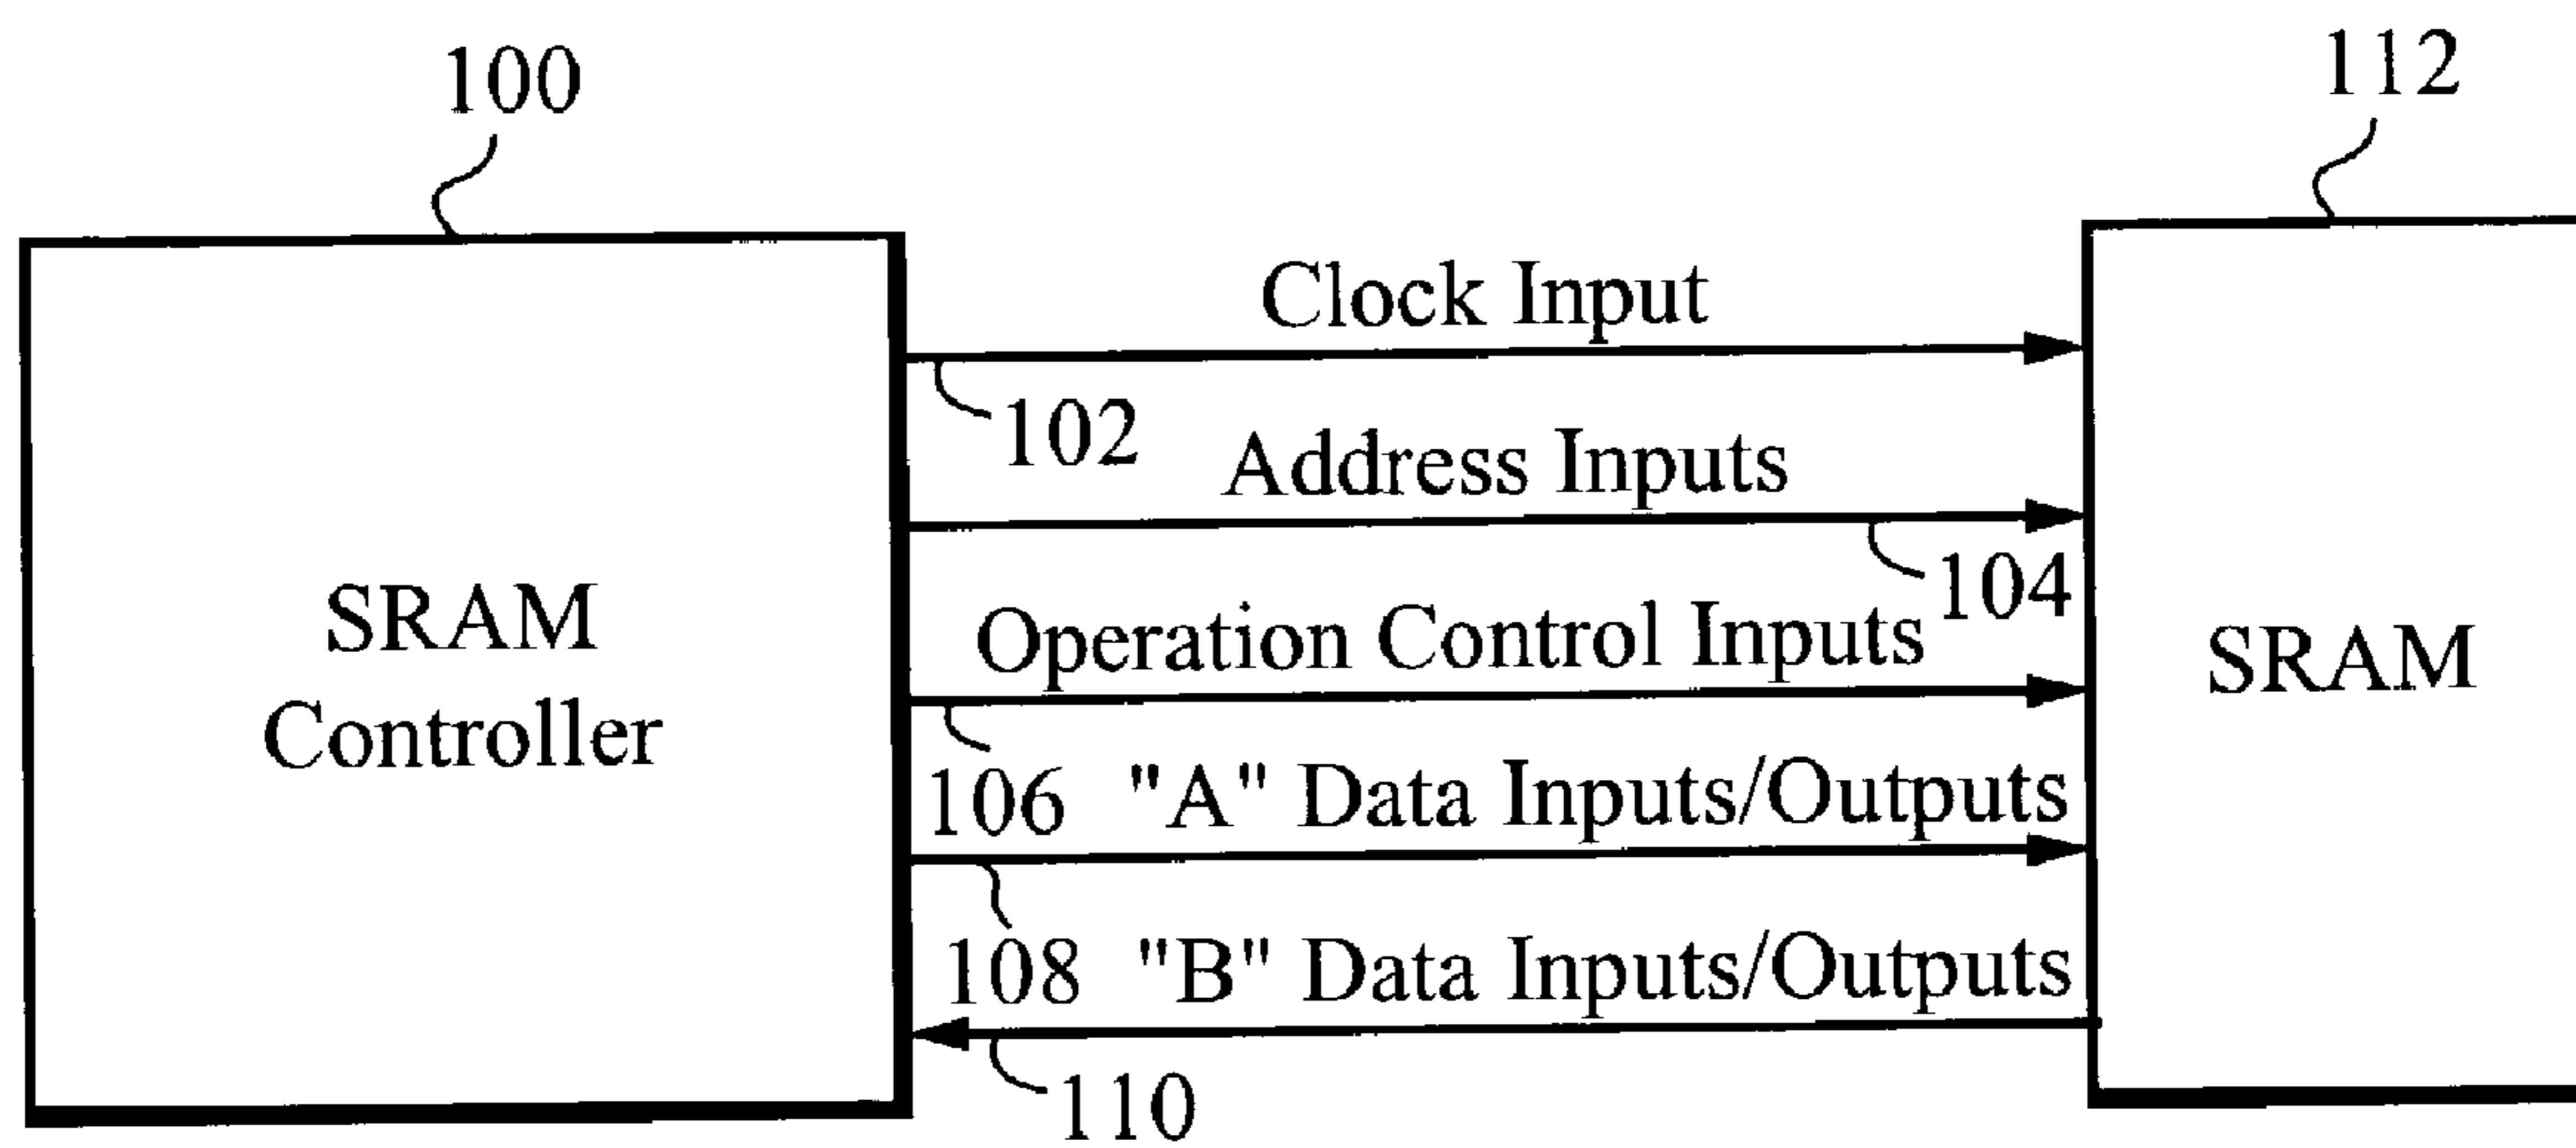 100
112
Clock Input
102
Address Inputs
104
SRAM
Controller
Operation Control Inputs
SRAM
106
"A" Data Inputs/Outputs
108
"B" Data Inputs/Outputs
110